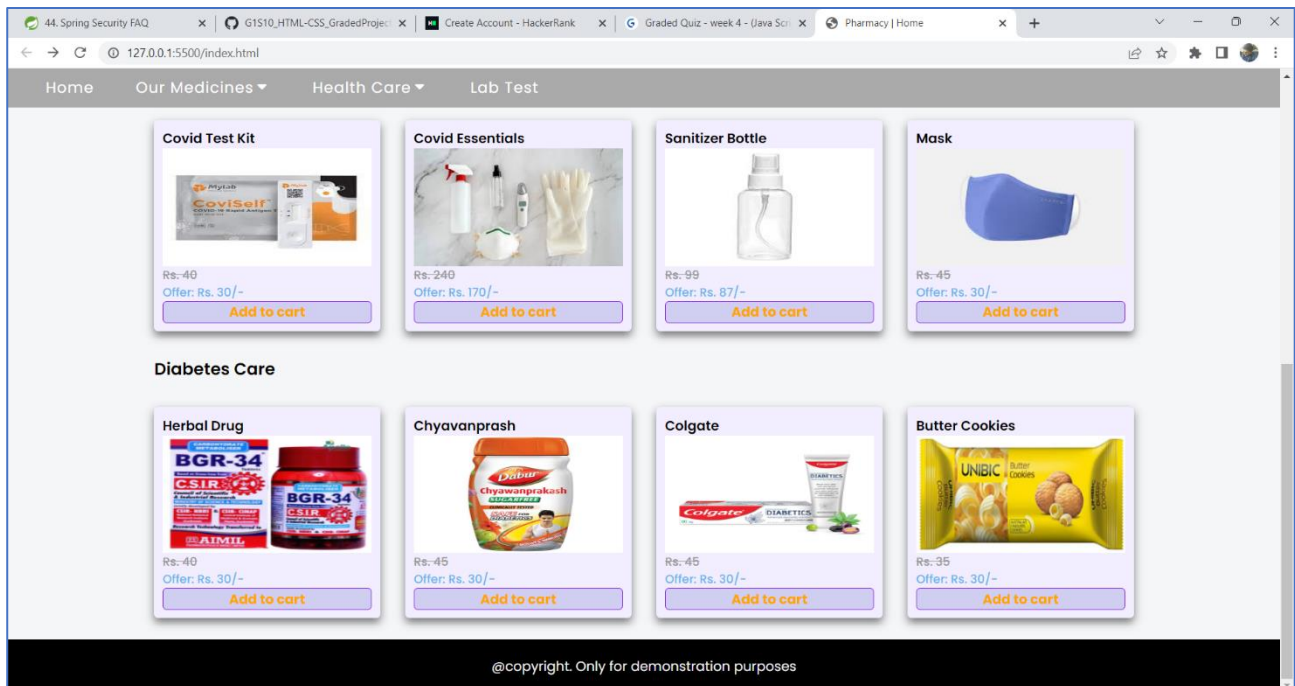 44. Spring Security FAQ
G1S10_HTML-CSS_GradedProjec
Create Account - HackerRank
Graded Quiz - week 4 - (Java Scri
Pharmacy | Home
127.0.0.1:5500/index.html
Home Our Medicines Health Care Lab Test
Covid Test Kit
Mylab
CoviSelf
Rs. 40
Offer: Rs. 30/-
Add to cart
Covid Essentials
Rs. 240
Offer: Rs. 170/-
Add to cart
Sanitizer Bottle
Rs. 99
Offer: Rs. 87/-
Add to cart
Mask
Rs. 45
Offer: Rs. 30/-
Add to cart
Diabetes Care
Herbal Drug
BGR-34
C.S.I.R.
AIMIL
BGR-34
C.S.I.R.
Rs. 40
Offer: Rs. 30/-
Add to cart
Chyavanprash
Dabur
Chyawanprakash
SUGARFREE
Rs. 45
Offer: Rs. 30/-
Add to cart
Colgate
Colgate DIABETICS
DIABETICS
Rs. 45
Offer: Rs. 30/-
Add to cart
Butter Cookies
UNIBIC Butter
Cookies
Rs. 35
Offer: Rs. 30/-
Add to cart
@copyright. Only for demonstration purposes